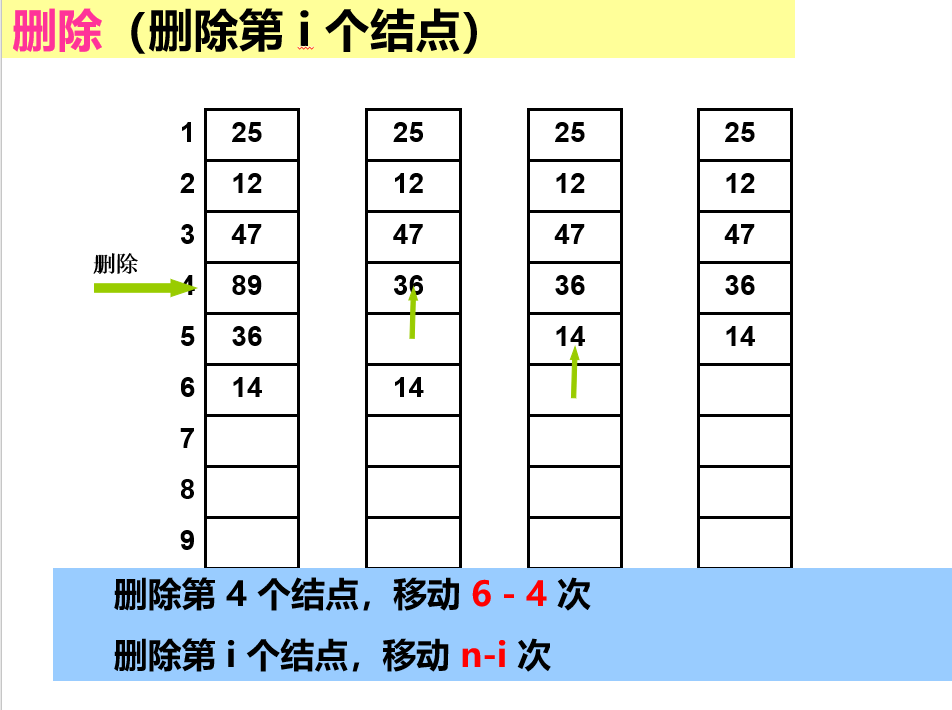 删除（删除第 i 个结点）
1 25 25 25 25
2 12 12 12 12
3 47 47 47 47
删除
4 89 36 36 36
5 36 14 14
6 14 14
7
8
9
删除第 4 个结点，移动 6 - 4 次
删除第 i 个结点，移动 n-i 次